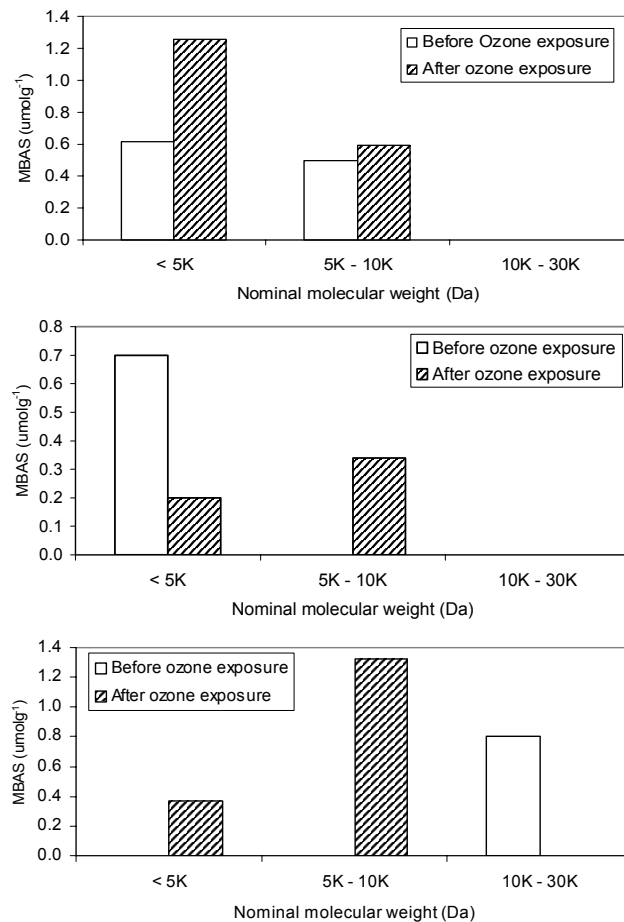 1.4
1.2
1.0
0.8
0.6
0.4
0.2
0.0
MBAS (umolg-1)
Before Ozone exposure
After ozone exposure
< 5K 5K - 10K 10K - 30K
Nominal molecular weight (Da)
0.8
0.7
0.6
0.5
0.4
0.3
0.2
0.1
0.0
MBAS (umolg-1)
Before ozone exposure
After ozone exposure
< 5K 5K - 10K 10K - 30K
Nominal molecular weight (Da)
1.4
1.2
1.0
0.8
0.6
0.4
0.2
0.0
MBAS (umolg-1)
Before ozone exposure
After ozone exposure
< 5K 5K - 10K 10K - 30K
Nominal molecular weight (Da)